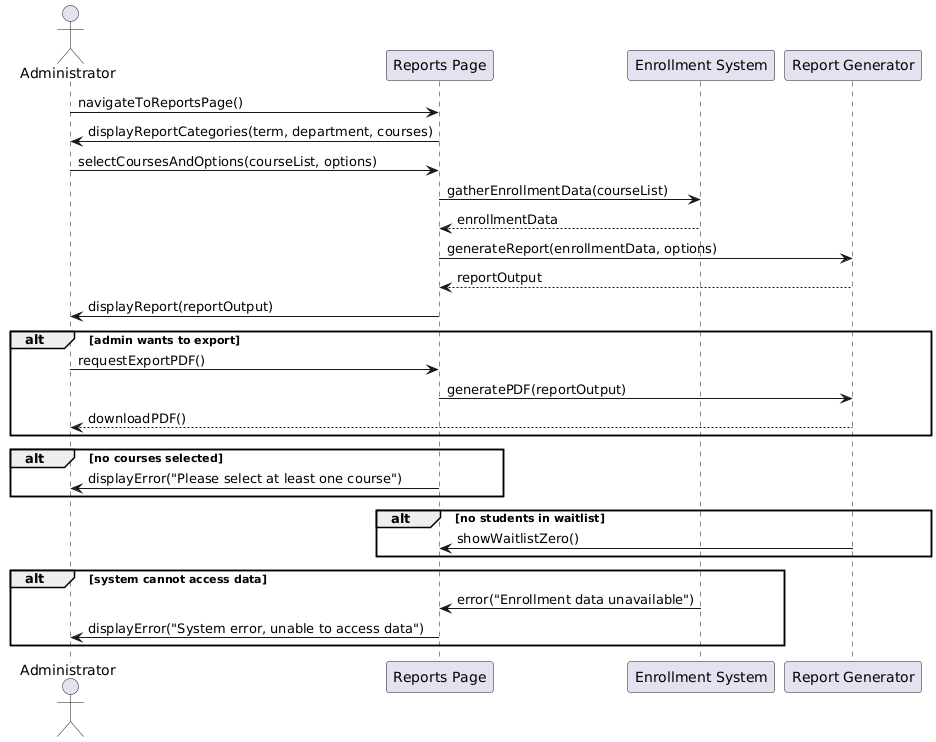 Administrator
Reports Page
Enrollment System
Report Generator
navigateToReportsPage()
displayReportCategories(term, department, courses)
selectCoursesAndOptions(courseList, options)
gatherEnrollmentData(courseList)
enrollmentData
generateReport(enrollmentData, options)
reportOutput
displayReport(reportOutput)
alt [admin wants to export]
requestExportPDF()
generatePDF(reportOutput)
downloadPDF()
alt [no courses selected]
displayError("Please select at least one course")
alt [no students in waitlist]
showWaitlistZero()
alt [system cannot access data]
error("Enrollment data unavailable")
displayError("System error, unable to access data")
Administrator
Reports Page
Enrollment System
Report Generator